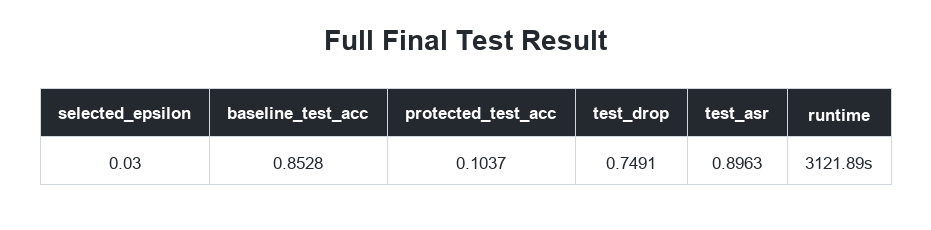 Full Final Test Result
selected_epsilon baseline_test_acc protected_test_acc test_drop test_asr runtime
0.03 0.8528 0.1037 0.7491 0.8963 3121.89s